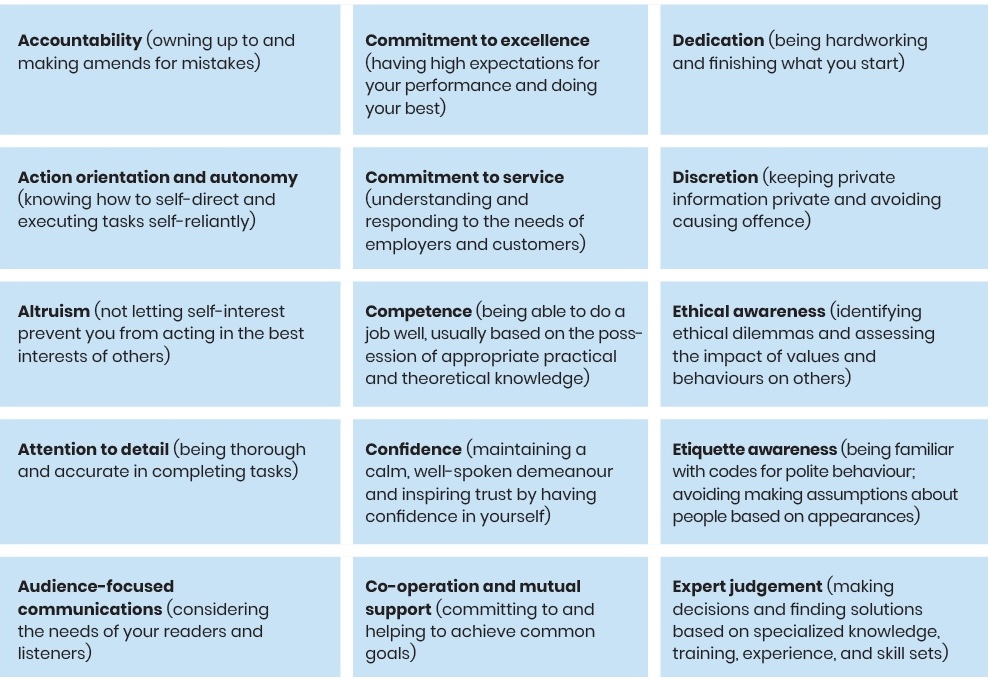 Accountability (owning up to and
making amends for mistakes)
Commitment to excellence
(having high expectations for
your performance and doing
your best)
Dedication (being hardworking
and finishing what you start)
Action orientation and autonomy
(knowing how to self-direct and
executing tasks self-reliantly)
Commitment to service
(understanding and
responding to the needs of
employers and customers)
Discretion (keeping private
information private and avoiding
causing offence)
Altruism (not letting self-interest
prevent you from acting in the best
interests of others)
Competence (being able to do a
job well, usually based on the poss-
ession of appropriate practical
and theoretical knowledge)
Ethical awareness (identifying
ethical dilemmas and assessing
the impact of values and
behaviours on others)
Attention to detail (being thorough
and accurate in completing tasks)
Confidence (maintaining a
calm, well-spoken demeanour
and inspiring trust by having
confidence in yourself)
Etiquette awareness (being familiar
with codes for polite behaviour;
avoiding making assumptions about
people based on appearances)
Audience-focused
communications (considering
the needs of your readers and
listeners)
Co-operation and mutual
support (committing to and
helping to achieve common
goals)
Expert judgement (making
decisions and finding solutions
based on specialized knowledge,
training, experience, and skill sets)